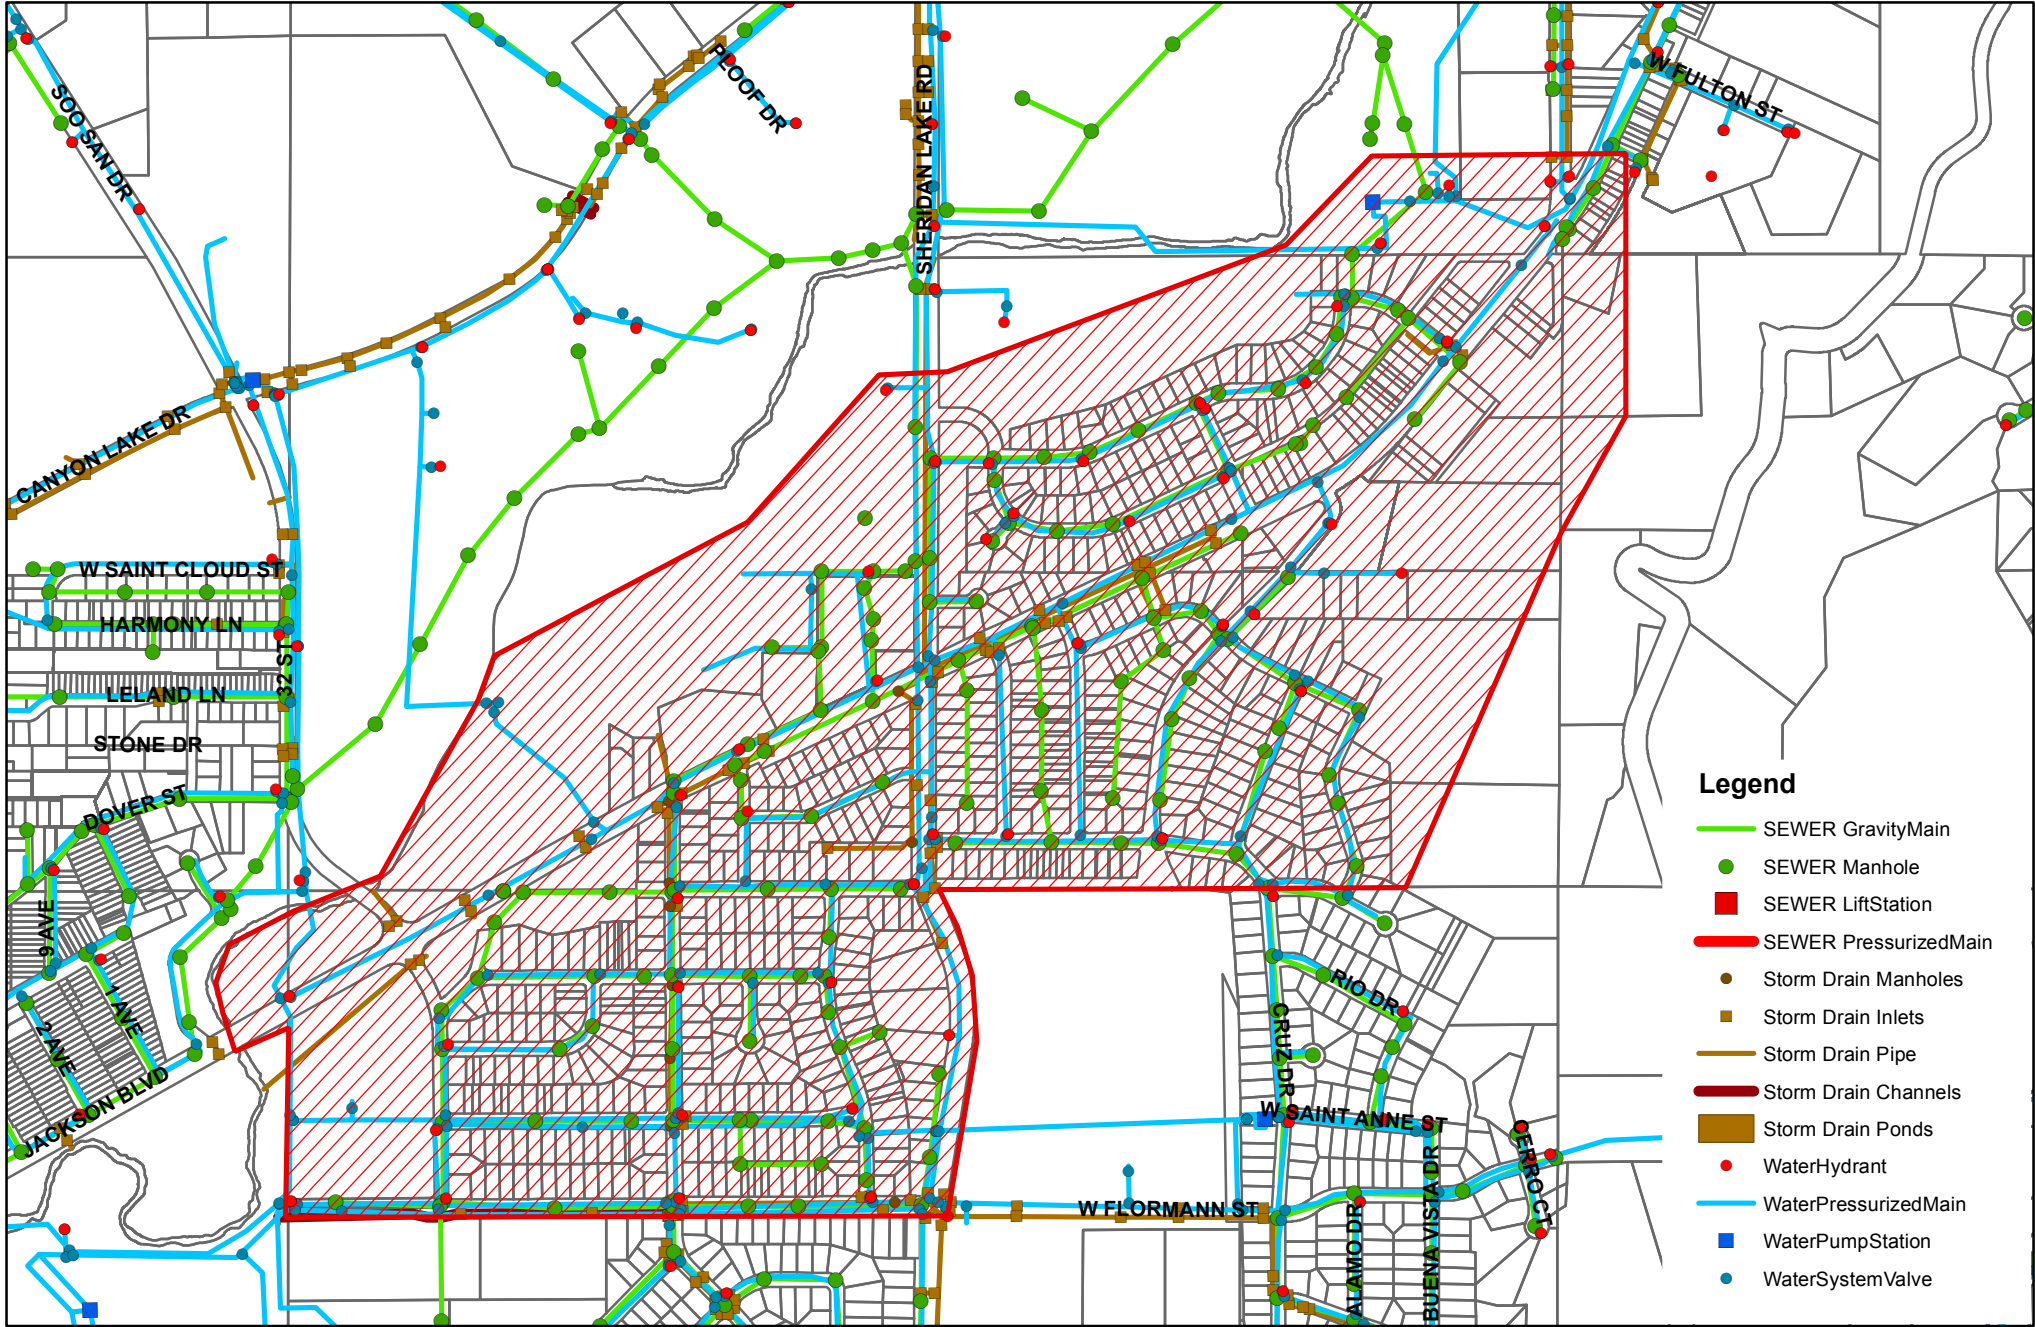 PLOOF DR
W FULTON ST
SOO SAN DR
SHERIDAN LAKE RD
CANYON LAKE DR
W SAINT CLOUD ST
HARMONY LN
32 ST
LELAND LN
STONE DR
DOVER ST
9 AVE
1 AVE
2 AVE
JACKSON BLVD
RIO DR
CRUZ DR
W SAINT ANNE ST
CERRO CT
W FLORMANN ST
ALAMO DR
BUENA VISTA DR
Legend
SEWER GravityMain
SEWER Manhole
SEWER LiftStation
SEWER PressurizedMain
Storm Drain Manholes
Storm Drain Inlets
Storm Drain Pipe
Storm Drain Channels
Storm Drain Ponds
WaterHydrant
WaterPressurizedMain
WaterPumpStation
WaterSystemValve